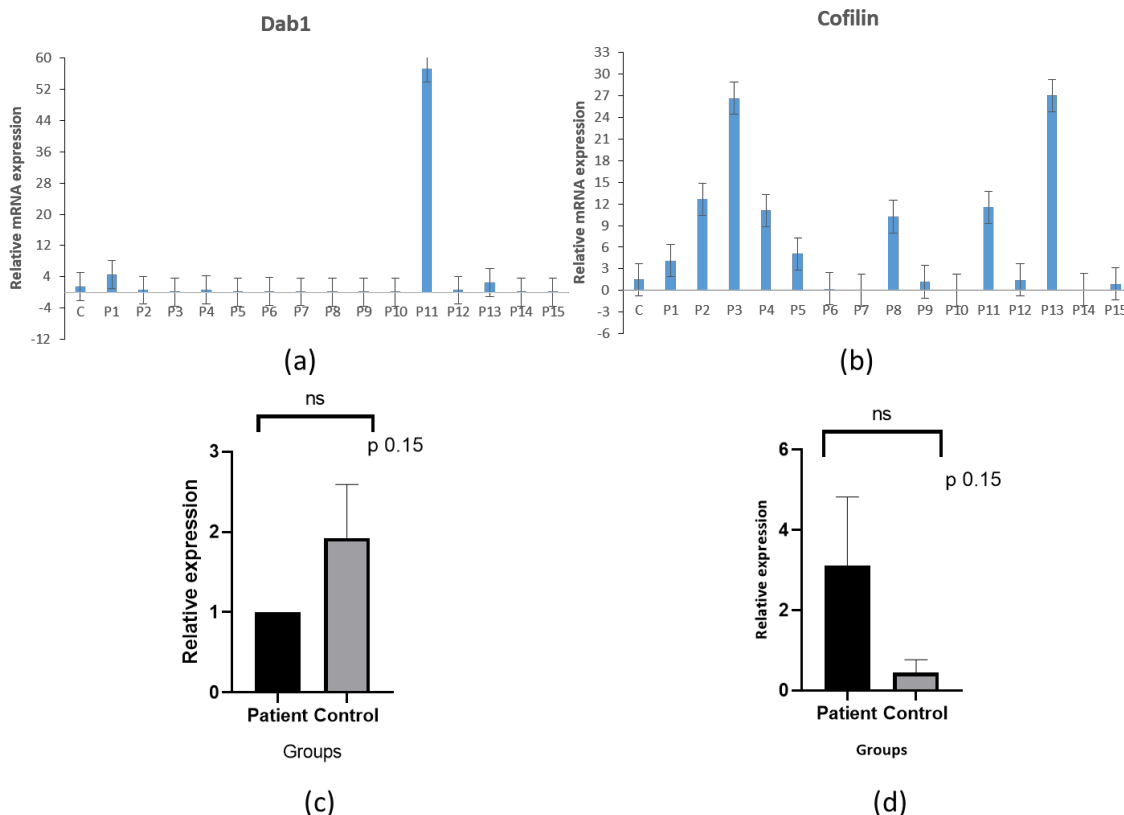 Dab1
Relative mRNA expression
60
52
44
36
28
20
12
4
-4
-12
C P1 P2 P3 P4 P5 P6 P7 P8 P9 P10 P11 P12 P13 P14 P15
(a)
Cofilin
Relative mRNA expression
33
30
27
24
21
18
15
12
9
6
3
0
-3
-6
C P1 P2 P3 P4 P5 P6 P7 P8 P9 P10 P11 P12 P13 P14 P15
(b)
ns
p 0.15
Relative expression
3
2
1
0
Patient Control
Groups
(c)
ns
p 0.15
Relative expression
6
4
2
0
Patient Control
Groups
(d)